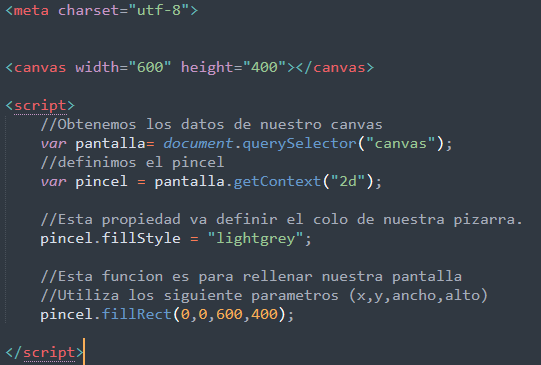 <meta charset="utf-8">
<canvas width="600" height="400"></canvas>
<script>
//Obtenemos los datos de nuestro canvas
var pantalla= document.querySelector("canvas");
//definimos el pincel
var pincel = pantalla.getContext("2d");
//Esta propiedad va definir el colo de nuestra pizarra.
pincel.fillStyle = "lightgrey";
//Esta funcion es para rellenar nuestra pantalla
//Utiliza los siguiente parametros (x,y,ancho,alto)
pincel.fillRect(0,0,600,400);
</script>